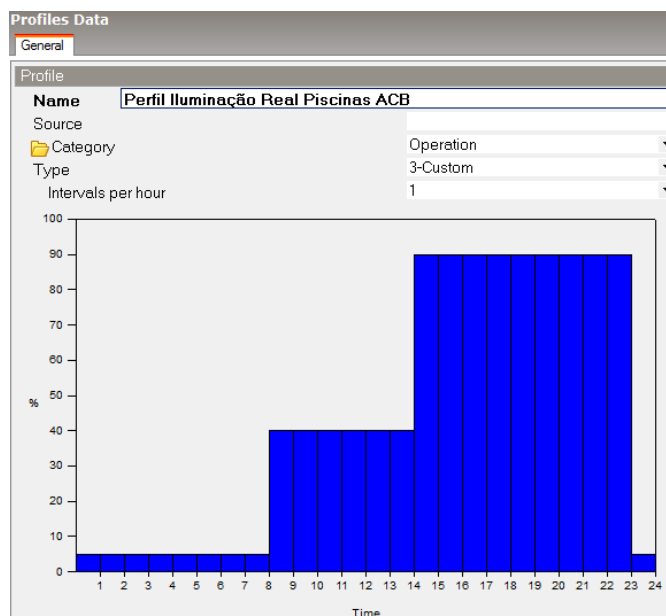 Profiles Data
General
Profile
Name Perfil Iluminação Real Piscinas ACB
Source
Category Operation
Type 3-Custom
Intervals per hour 1
100
90
80
70
60
% 50
40
30
20
10
0
1 2 3 4 5 6 7 8 9 10 11 12 13 14 15 16 17 18 19 20 21 22 23 24
Time